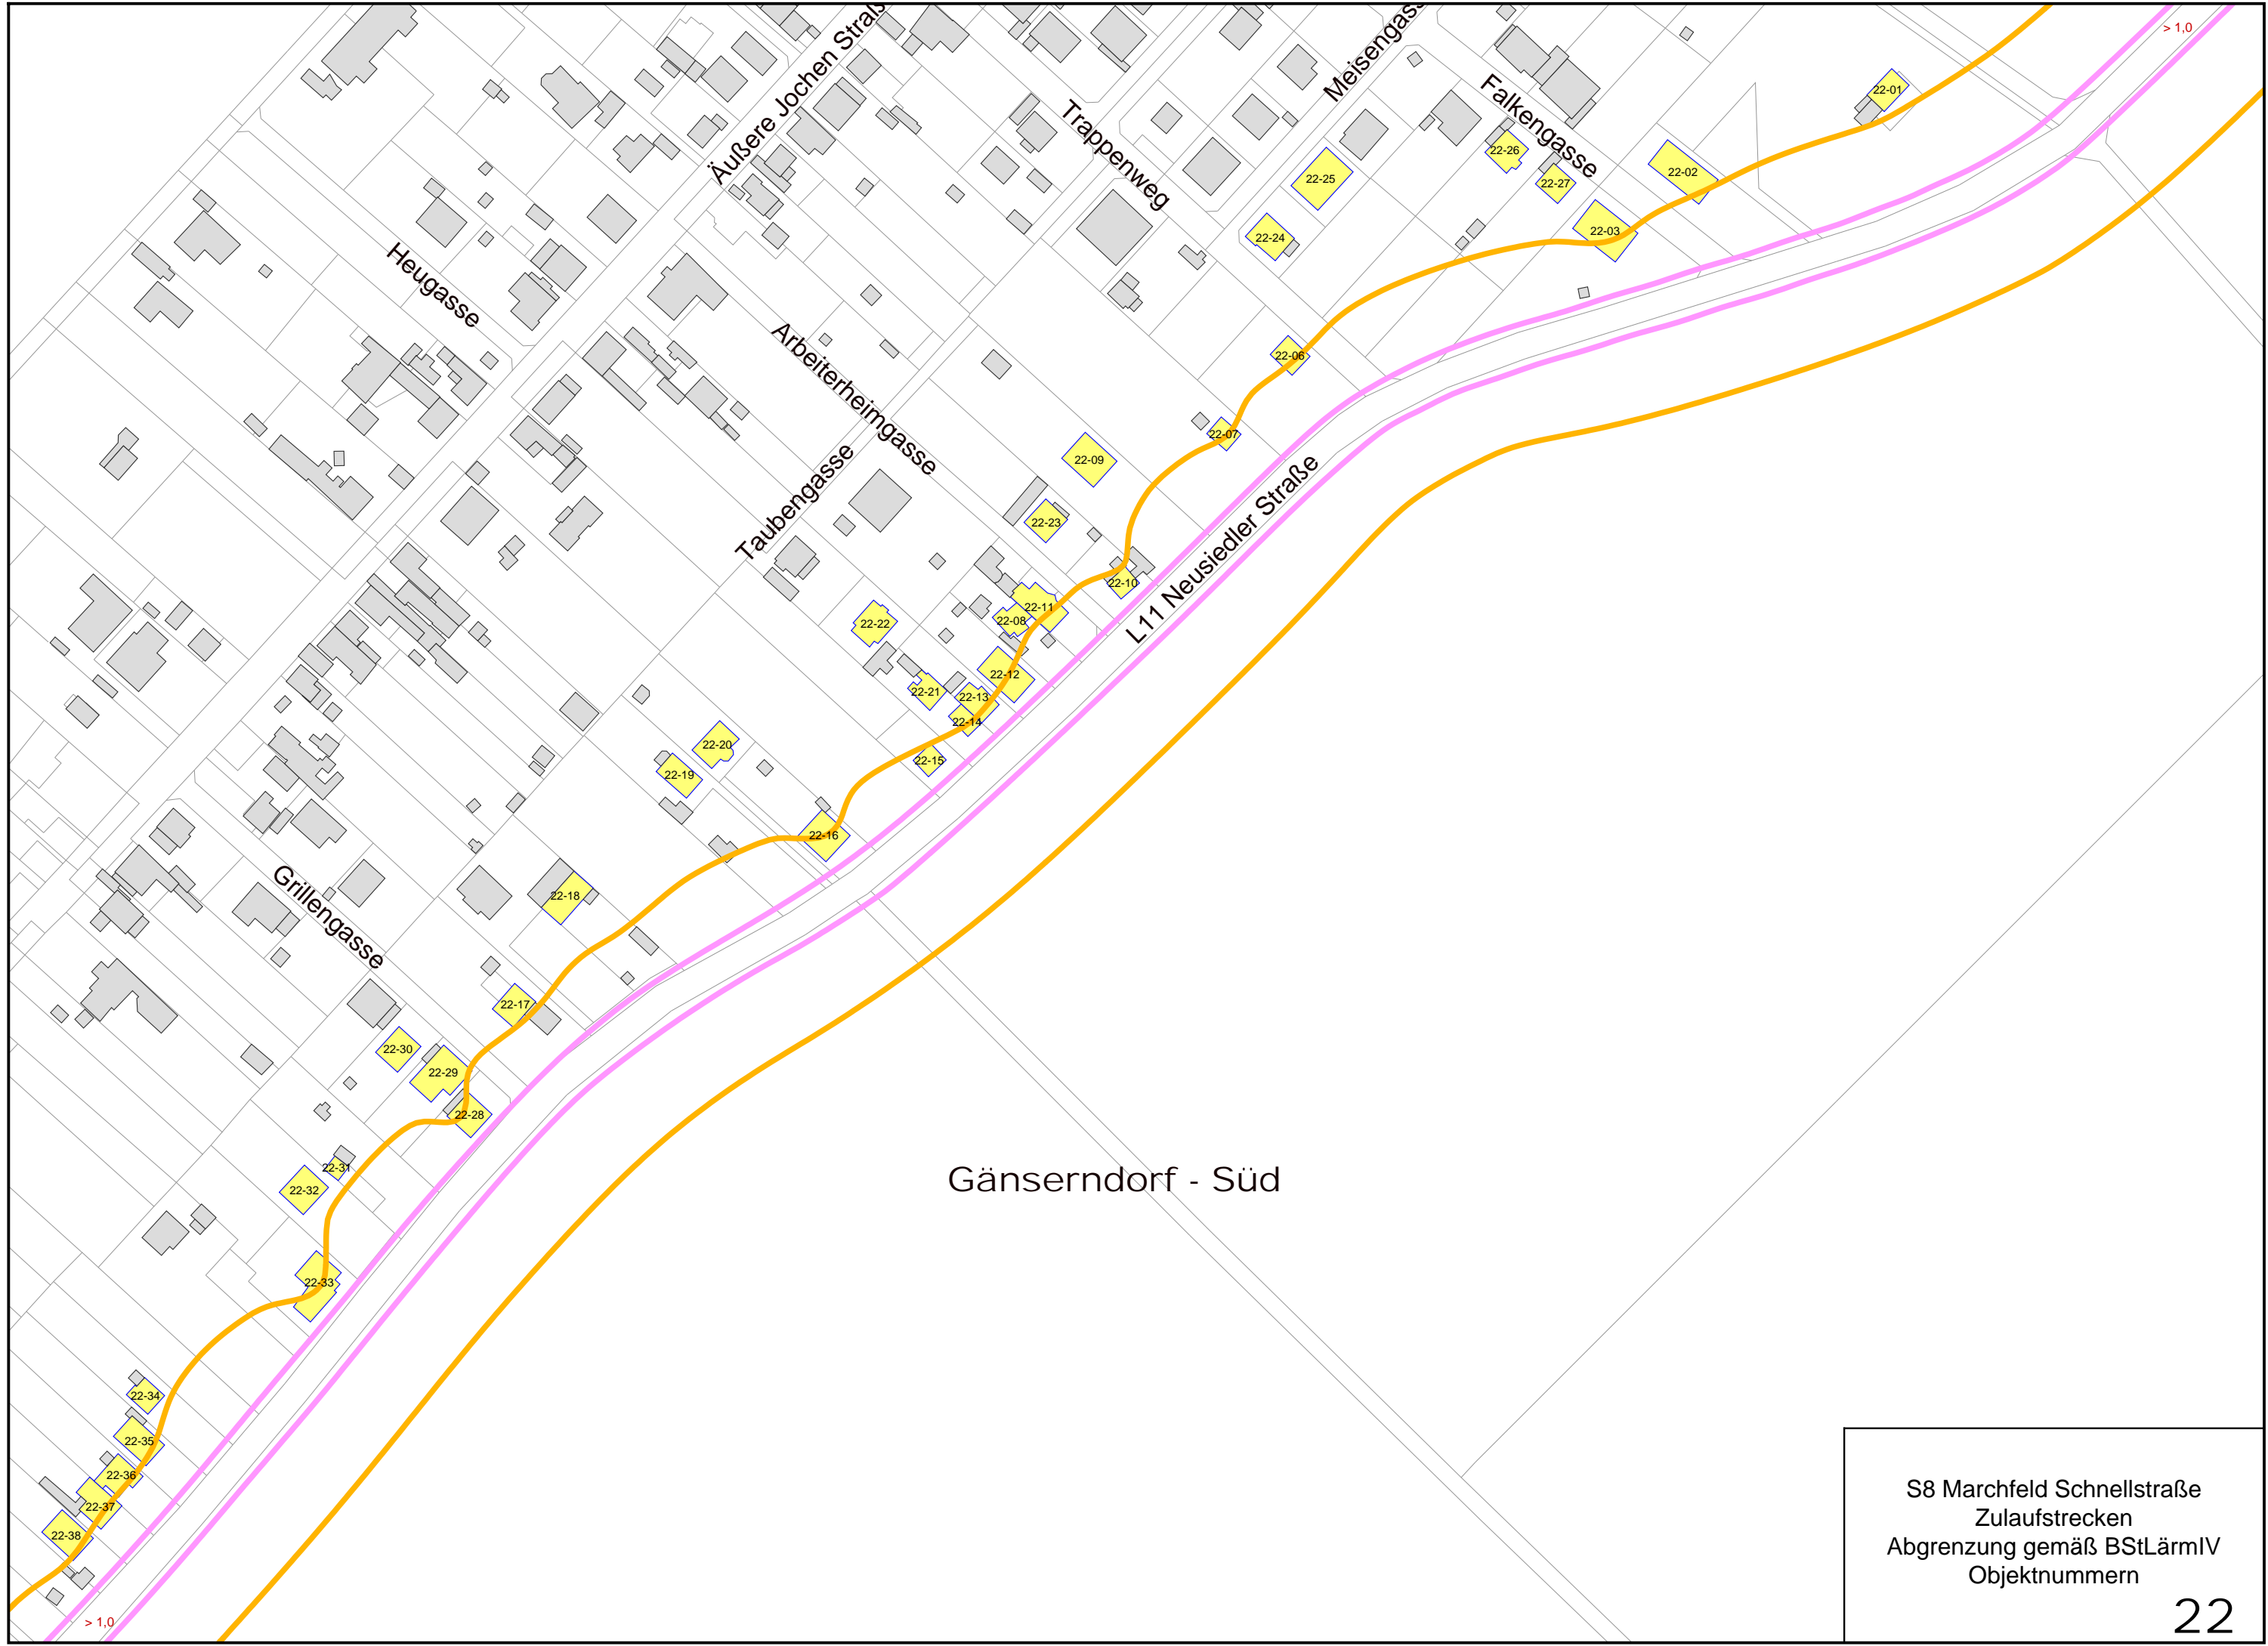 > 1,0
Äußere Jochen Straß
Meisengass
Trappenweg
Falkengasse
22-01
22-26
22-27
22-02
22-25
22-24
22-03
Heugasse
Arbeiterheimgasse
22-06
22-07
22-09
Taubengasse
22-23
L11 Neusiedler Straße
22-10
22-11
22-08
22-22
22-12
22-21
22-13
22-14
22-20
22-15
22-19
22-16
22-18
Grillengasse
22-17
22-30
22-29
22-28
22-31
22-32
Gänserndorf - Süd
22-33
22-34
22-35
22-36
22-37
22-38
> 1,0
S8 Marchfeld Schnellstraße
Zulaufstrecken
Abgrenzung gemäß BStLärmIV
Objektnummern
22